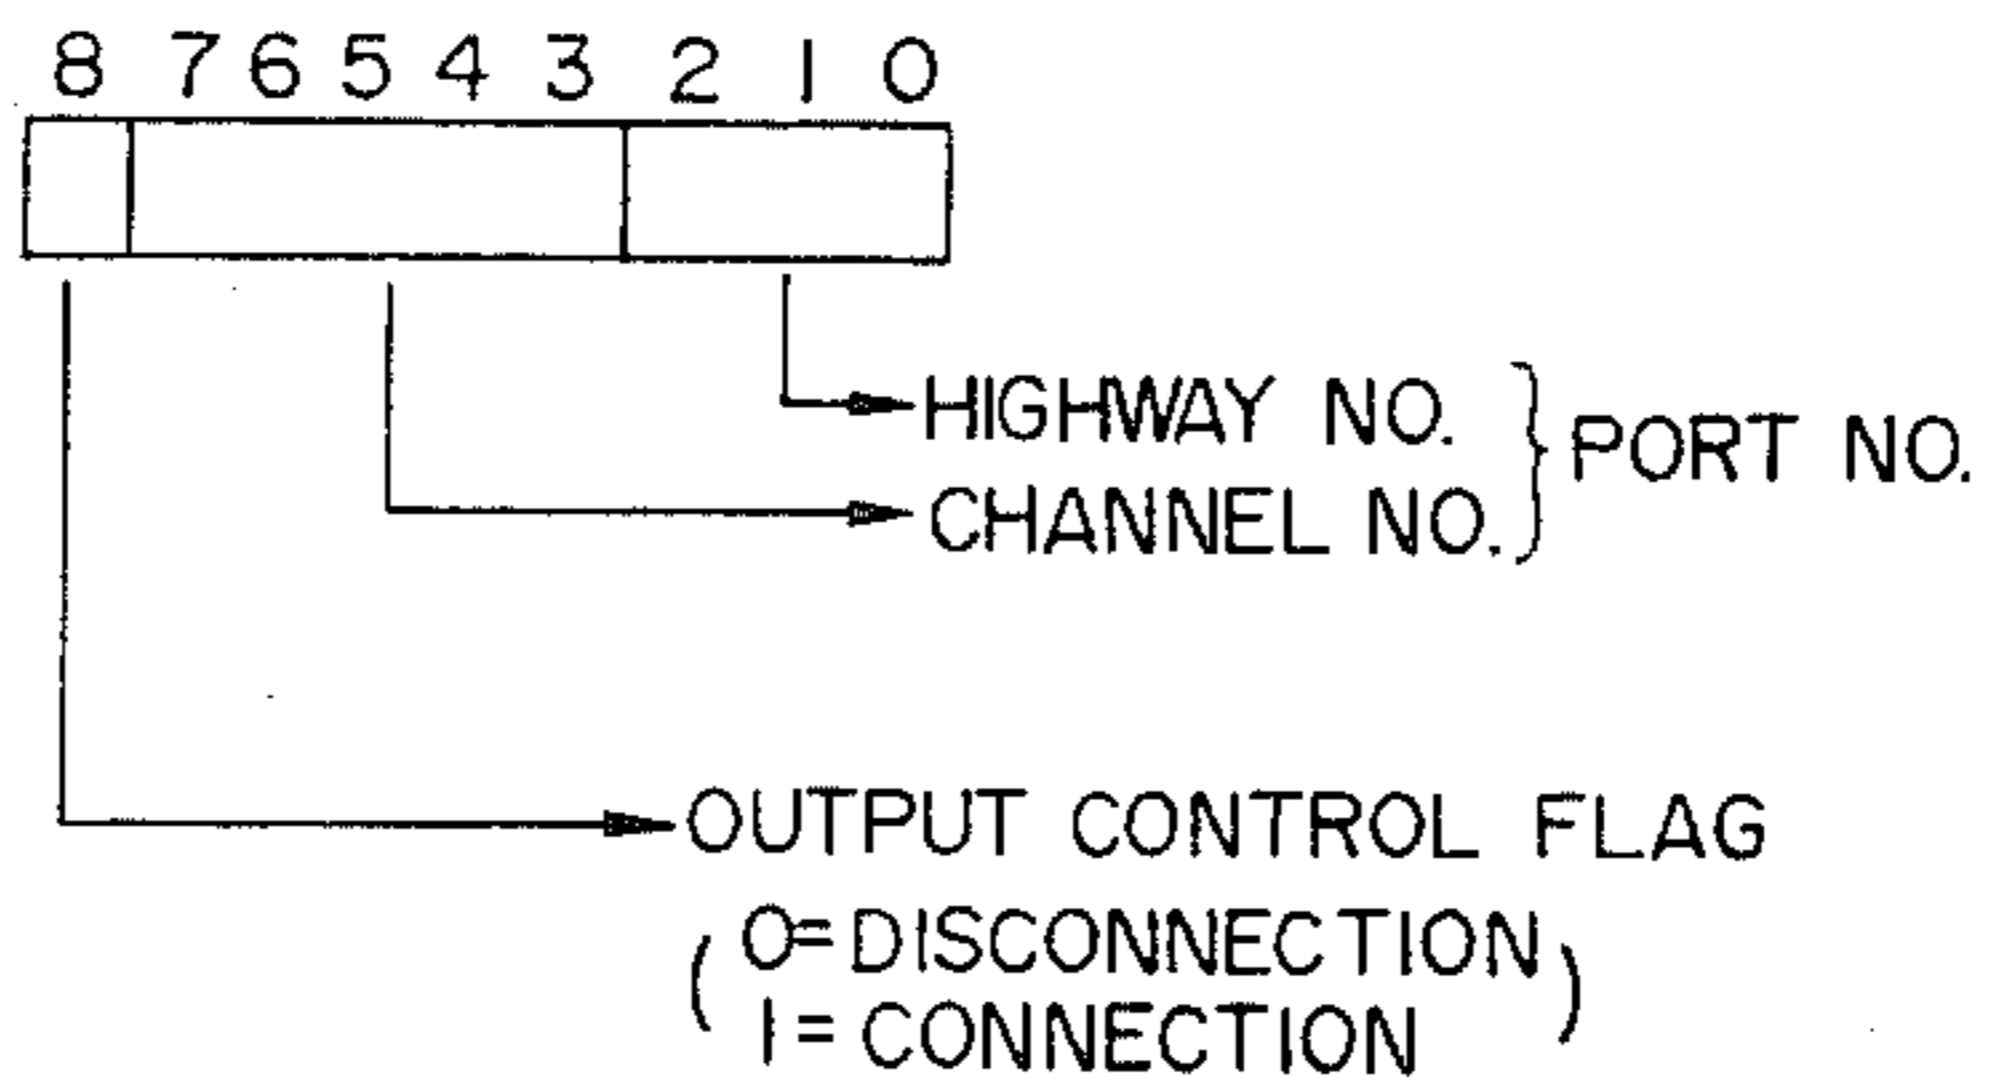 8 7 6 5 4 3 2 1 0
HIGHWAY NO.
CHANNEL NO.
PORT NO.
OUTPUT CONTROL FLAG
( 0=DISCONNECTION
1=CONNECTION )